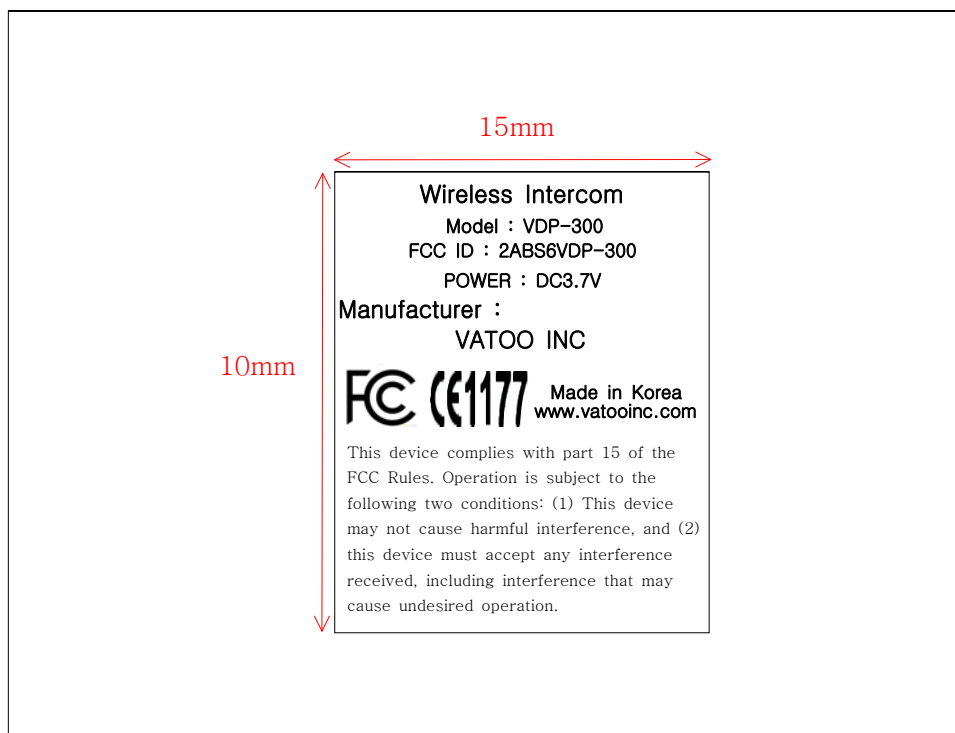 15mm
Wireless Intercom
Model : VDP-300
FCC ID : 2ABS6VDP-300
POWER : DC3.7V
Manufacturer :
VATOO INC
10mm
FC CE1177 Made in Korea
www.vatooinc.com
This device complies with part 15 of the
FCC Rules. Operation is subject to the
following two conditions: (1) This device
may not cause harmful interference, and (2)
this device must accept any interference
received, including interference that may
cause undesired operation.